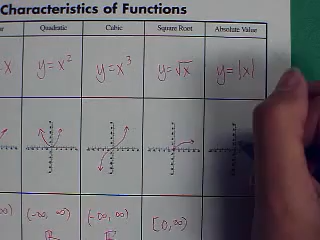 Characteristics of Functions
Quadratic Cubic Square Root Absolute Value
y=x² y=x³ y=√x y=|x|
(-∞, ∞) (-∞, ∞) [0, ∞)